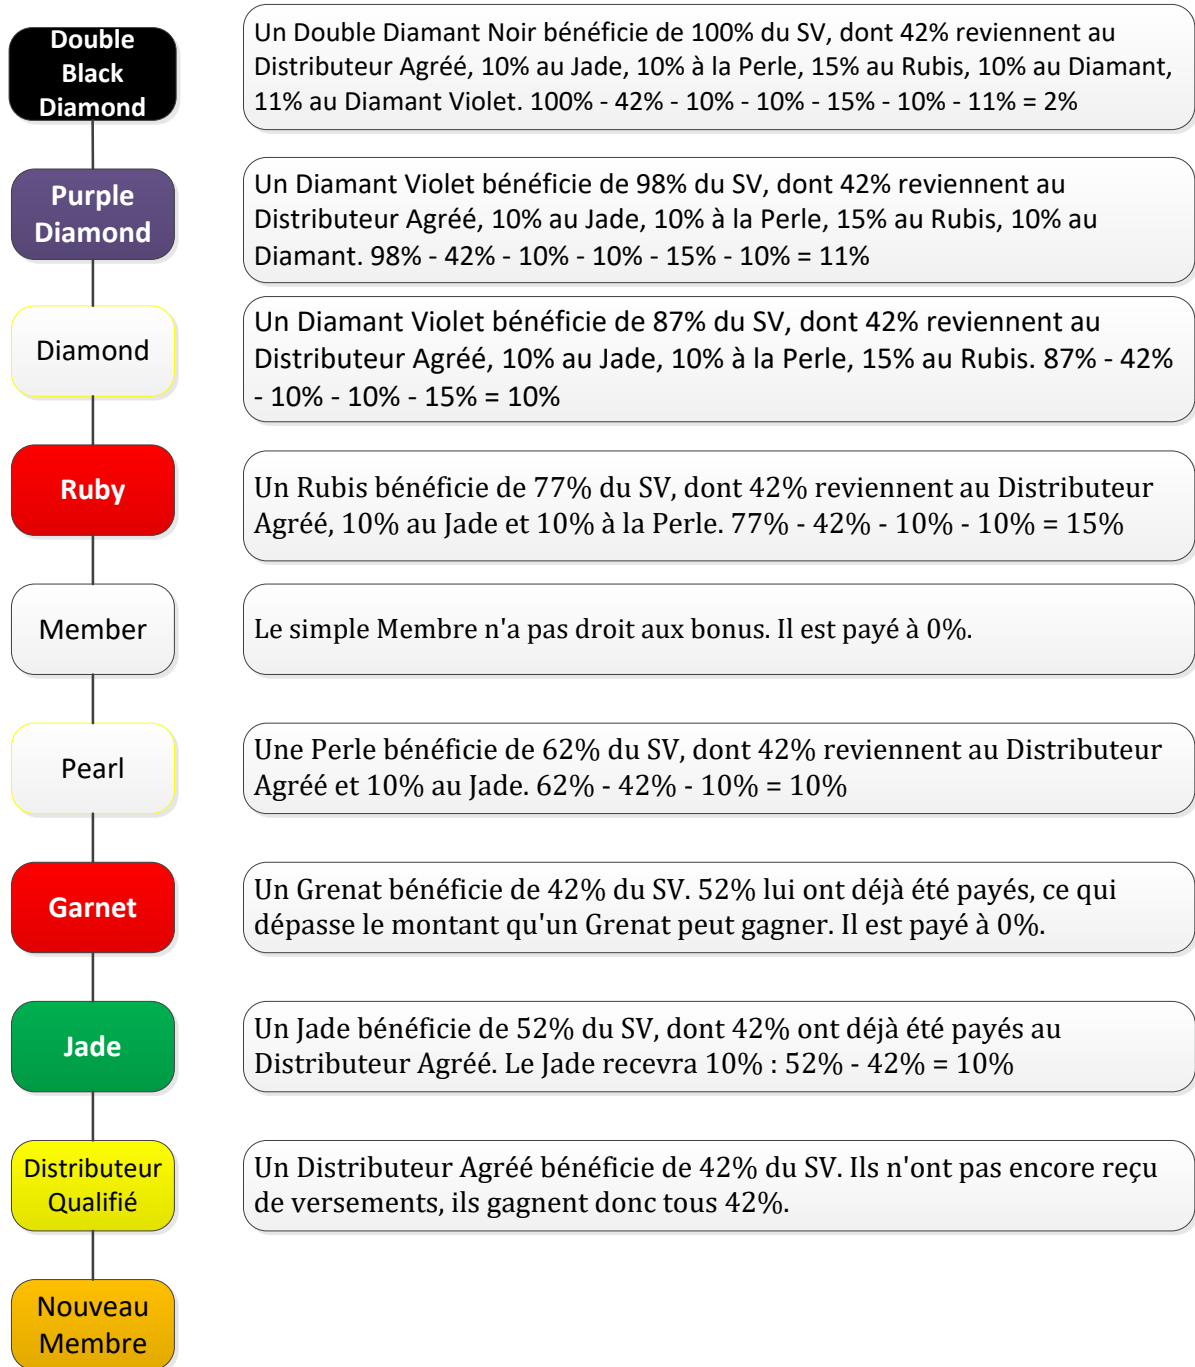 Double
Black
Diamond
Un Double Diamant Noir bénéficie de 100% du SV, dont 42% reviennent au
Distributeur Agréé, 10% au Jade, 10% à la Perle, 15% au Rubis, 10% au Diamant,
11% au Diamant Violet. 100% - 42% - 10% - 10% - 15% - 10% - 11% = 2%
Purple
Diamond
Un Diamant Violet bénéficie de 98% du SV, dont 42% reviennent au
Distributeur Agréé, 10% au Jade, 10% à la Perle, 15% au Rubis, 10% au
Diamant. 98% - 42% - 10% - 10% - 15% - 10% = 11%
Diamond
Un Diamant Violet bénéficie de 87% du SV, dont 42% reviennent au
Distributeur Agréé, 10% au Jade, 10% à la Perle, 15% au Rubis. 87% - 42%
- 10% - 10% - 15% = 10%
Ruby
Un Rubis bénéficie de 77% du SV, dont 42% reviennent au Distributeur
Agréé, 10% au Jade et 10% à la Perle. 77% - 42% - 10% - 10% = 15%
Member
Le simple Membre n'a pas droit aux bonus. Il est payé à 0%.
Pearl
Une Perle bénéficie de 62% du SV, dont 42% reviennent au Distributeur
Agréé et 10% au Jade. 62% - 42% - 10% = 10%
Garnet
Un Grenat bénéficie de 42% du SV. 52% lui ont déjà été payés, ce qui
dépasse le montant qu'un Grenat peut gagner. Il est payé à 0%.
Jade
Un Jade bénéficie de 52% du SV, dont 42% ont déjà été payés au
Distributeur Agréé. Le Jade recevra 10% : 52% - 42% = 10%
Distributeur
Qualifié
Un Distributeur Agréé bénéficie de 42% du SV. Ils n'ont pas encore reçu
de versements, ils gagnent donc tous 42%.
Nouveau
Membre